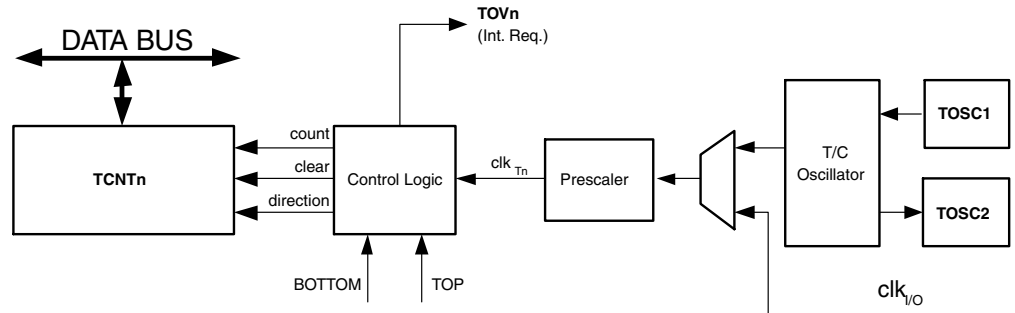 TOVn
(Int. Req.)
DATA BUS
TCNTn
count
clear
direction
Control Logic
clk Tn
Prescaler
T/C
Oscillator
TOSC1
TOSC2
BOTTOM
TOP
clk I/O